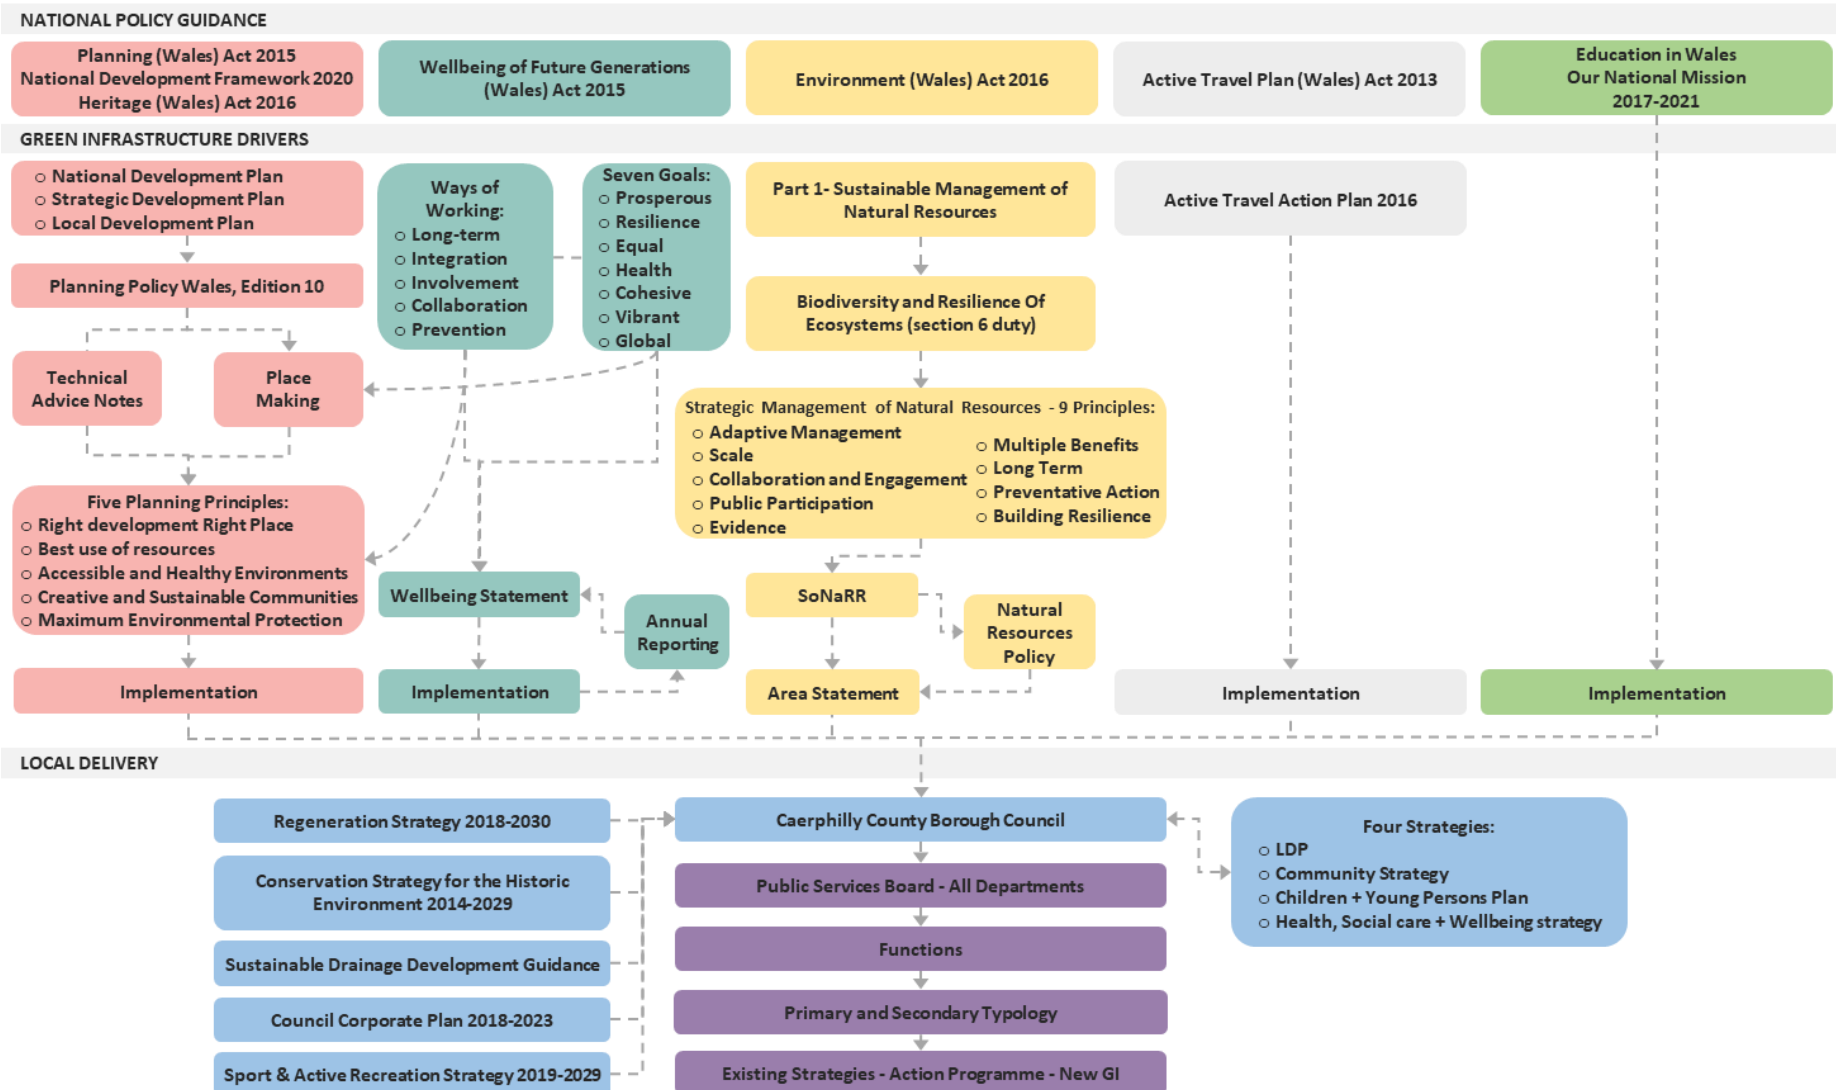 NATIONAL POLICY GUIDANCE
Planning (Wales) Act 2015
National Development Framework 2020
Heritage (Wales) Act 2016
Wellbeing of Future Generations
(Wales) Act 2015
Environment (Wales) Act 2016
Active Travel Plan (Wales) Act 2013
Education in Wales
Our National Mission
2017-2021
GREEN INFRASTRUCTURE DRIVERS
National Development Plan
Strategic Development Plan
Local Development Plan
Planning Policy Wales, Edition 10
Technical
Advice Notes
Place
Making
Five Planning Principles:
Right development Right Place
Best use of resources
Accessible and Healthy Environments
Creative and Sustainable Communities
Maximum Environmental Protection
Implementation
Ways of
Working:
Long-term
Integration
Involvement
Collaboration
Prevention
Seven Goals:
Prosperous
Resilience
Equal
Health
Cohesive
Vibrant
Global
Wellbeing Statement
Annual
Reporting
Implementation
Part 1- Sustainable Management of
Natural Resources
Biodiversity and Resilience Of
Ecosystems (section 6 duty)
Strategic Management of Natural Resources - 9 Principles:
Adaptive Management
Scale
Collaboration and Engagement
Public Participation
Evidence
Multiple Benefits
Long Term
Preventative Action
Building Resilience
SoNaRR
Natural
Resources
Policy
Area Statement
Active Travel Action Plan 2016
Implementation
Implementation
LOCAL DELIVERY
Regeneration Strategy 2018-2030
Conservation Strategy for the Historic
Environment 2014-2029
Sustainable Drainage Development Guidance
Council Corporate Plan 2018-2023
Sport & Active Recreation Strategy 2019-2029
Caerphilly County Borough Council
Public Services Board - All Departments
Functions
Primary and Secondary Typology
Existing Strategies - Action Programme - New GI
Four Strategies:
LDP
Community Strategy
Children + Young Persons Plan
Health, Social care + Wellbeing strategy